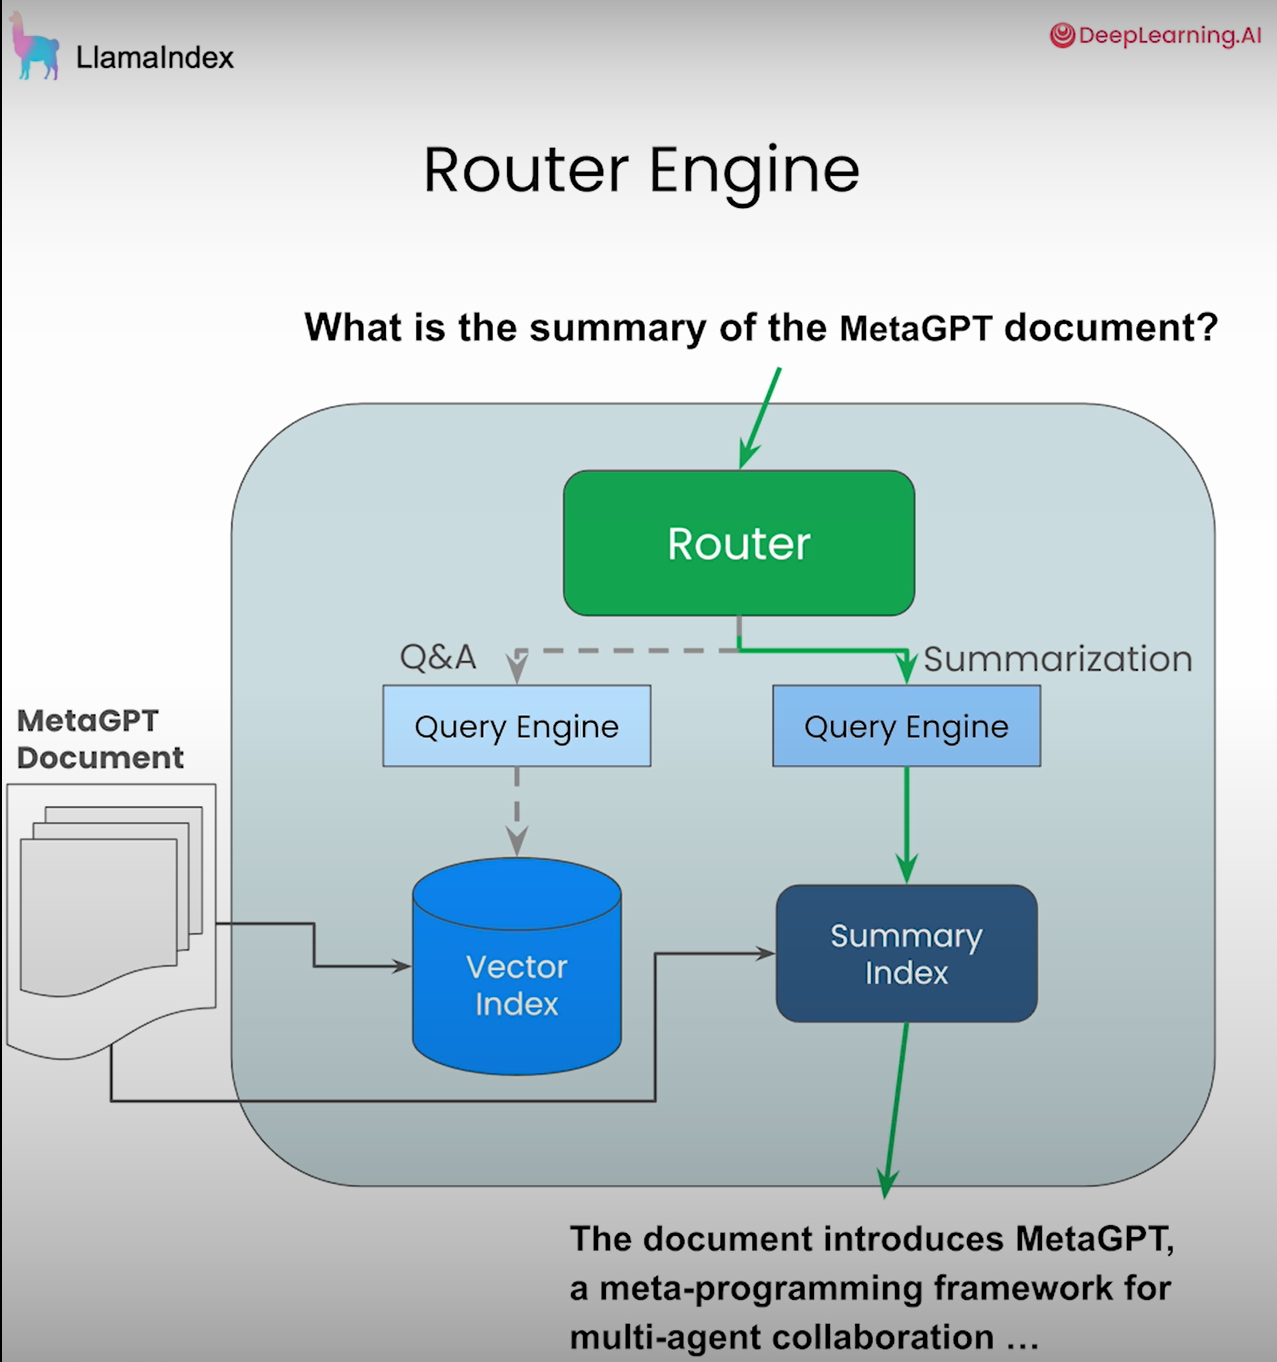 LlamaIndex
DeepLearning.AI
Router Engine
What is the summary of the MetaGPT document?
Router
Q&A
Summarization
Query Engine
Query Engine
MetaGPT
Document
Vector
Index
Summary
Index
The document introduces MetaGPT,
a meta-programming framework for
multi-agent collaboration ...